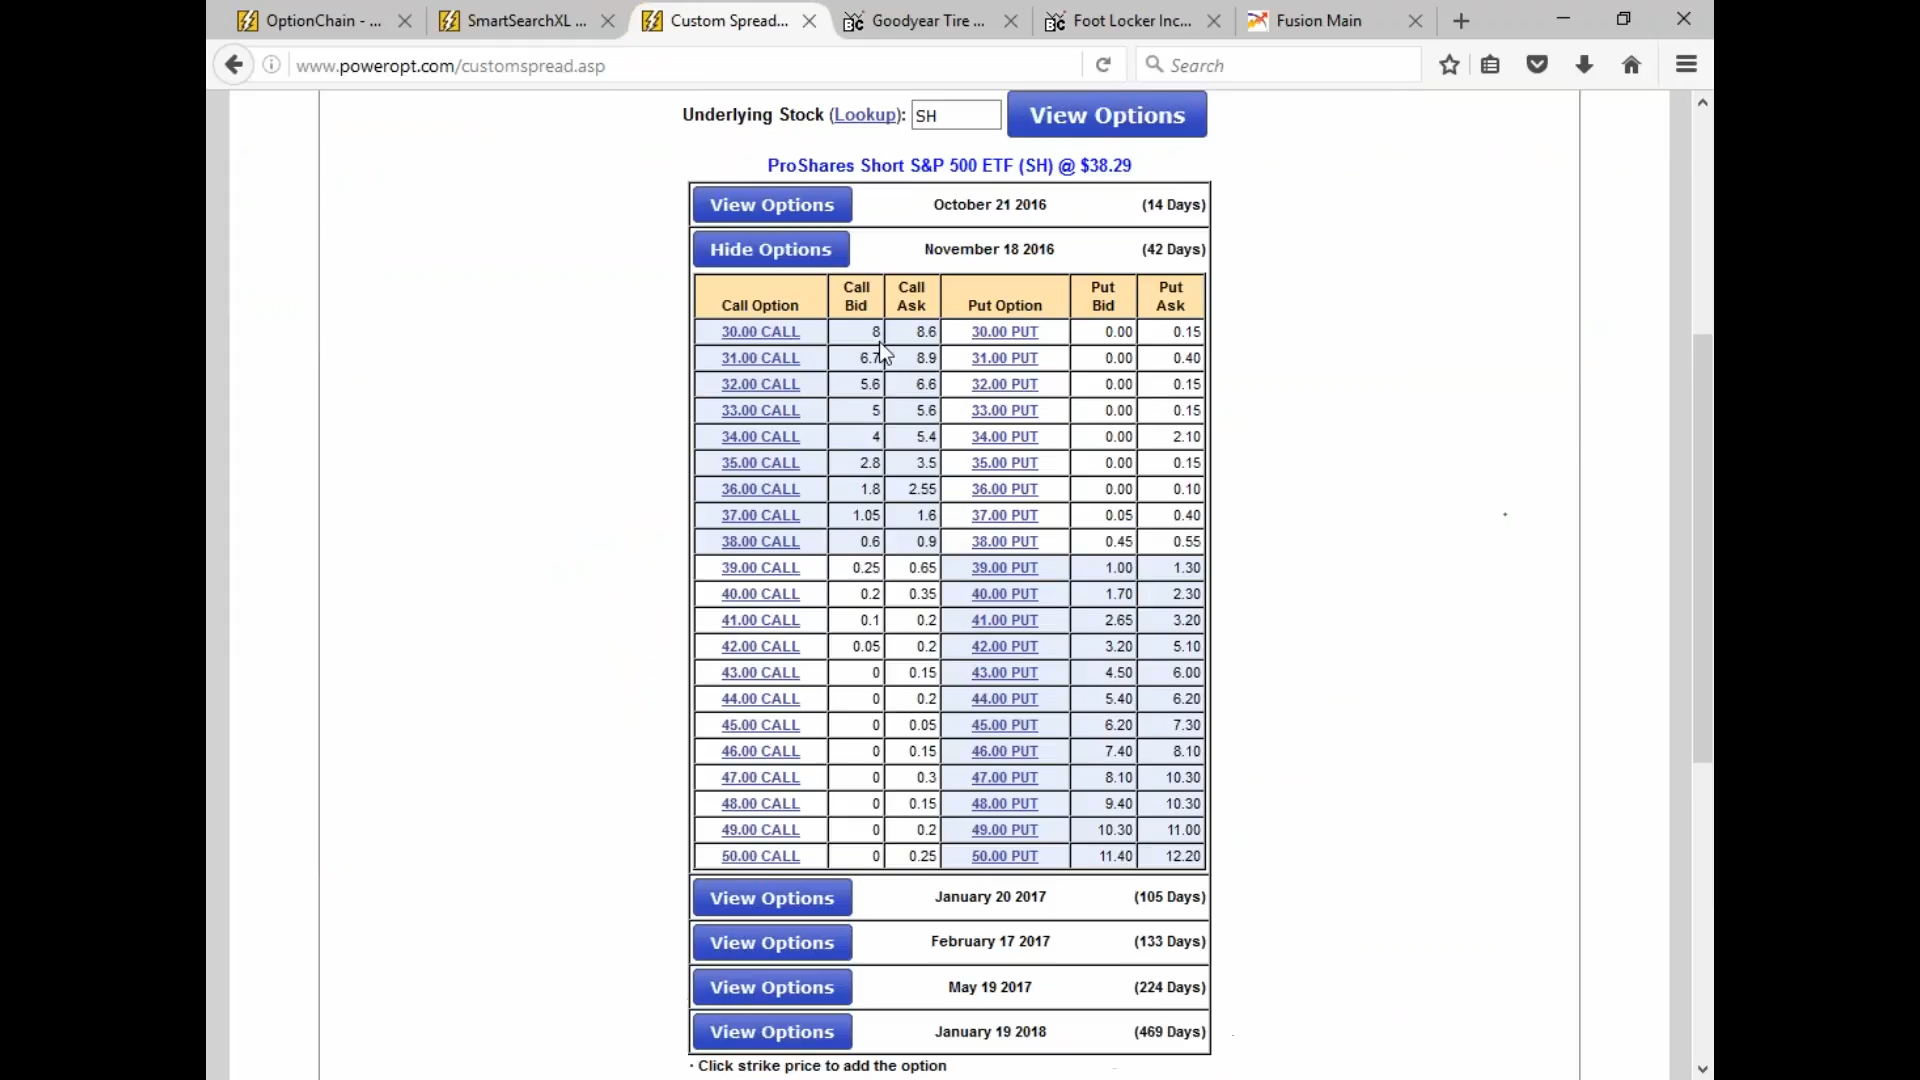 OptionChain - ...
SmartSearchXL ...
Custom Spread...
Goodyear Tire ...
Foot Locker Inc...
Fusion Main
www.poweropt.com/customspread.asp
Search
Underlying Stock (Lookup): SH View Options
ProShares Short S&P 500 ETF (SH) @ $38.29
View Options October 21 2016 (14 Days)
Hide Options November 18 2016 (42 Days)
Call Option Call Bid Call Ask Put Option Put Bid Put Ask
30.00 CALL 8 8.6 30.00 PUT 0.00 0.15
31.00 CALL 6.7 8.9 31.00 PUT 0.00 0.40
32.00 CALL 5.6 6.6 32.00 PUT 0.00 0.15
33.00 CALL 5 5.6 33.00 PUT 0.00 0.15
34.00 CALL 4 5.4 34.00 PUT 0.00 2.10
35.00 CALL 2.8 3.5 35.00 PUT 0.00 0.15
36.00 CALL 1.8 2.55 36.00 PUT 0.00 0.10
37.00 CALL 1.05 1.6 37.00 PUT 0.05 0.40
38.00 CALL 0.6 0.9 38.00 PUT 0.45 0.55
39.00 CALL 0.25 0.65 39.00 PUT 1.00 1.30
40.00 CALL 0.2 0.35 40.00 PUT 1.70 2.30
41.00 CALL 0.1 0.2 41.00 PUT 2.65 3.20
42.00 CALL 0.05 0.2 42.00 PUT 3.20 5.10
43.00 CALL 0 0.15 43.00 PUT 4.50 6.00
44.00 CALL 0 0.2 44.00 PUT 5.40 6.20
45.00 CALL 0 0.05 45.00 PUT 6.20 7.30
46.00 CALL 0 0.15 46.00 PUT 7.40 8.10
47.00 CALL 0 0.3 47.00 PUT 8.10 10.30
48.00 CALL 0 0.15 48.00 PUT 9.40 10.30
49.00 CALL 0 0.2 49.00 PUT 10.30 11.00
50.00 CALL 0 0.25 50.00 PUT 11.40 12.20
View Options January 20 2017 (105 Days)
View Options February 17 2017 (133 Days)
View Options May 19 2017 (224 Days)
View Options January 19 2018 (469 Days)
· Click strike price to add the option